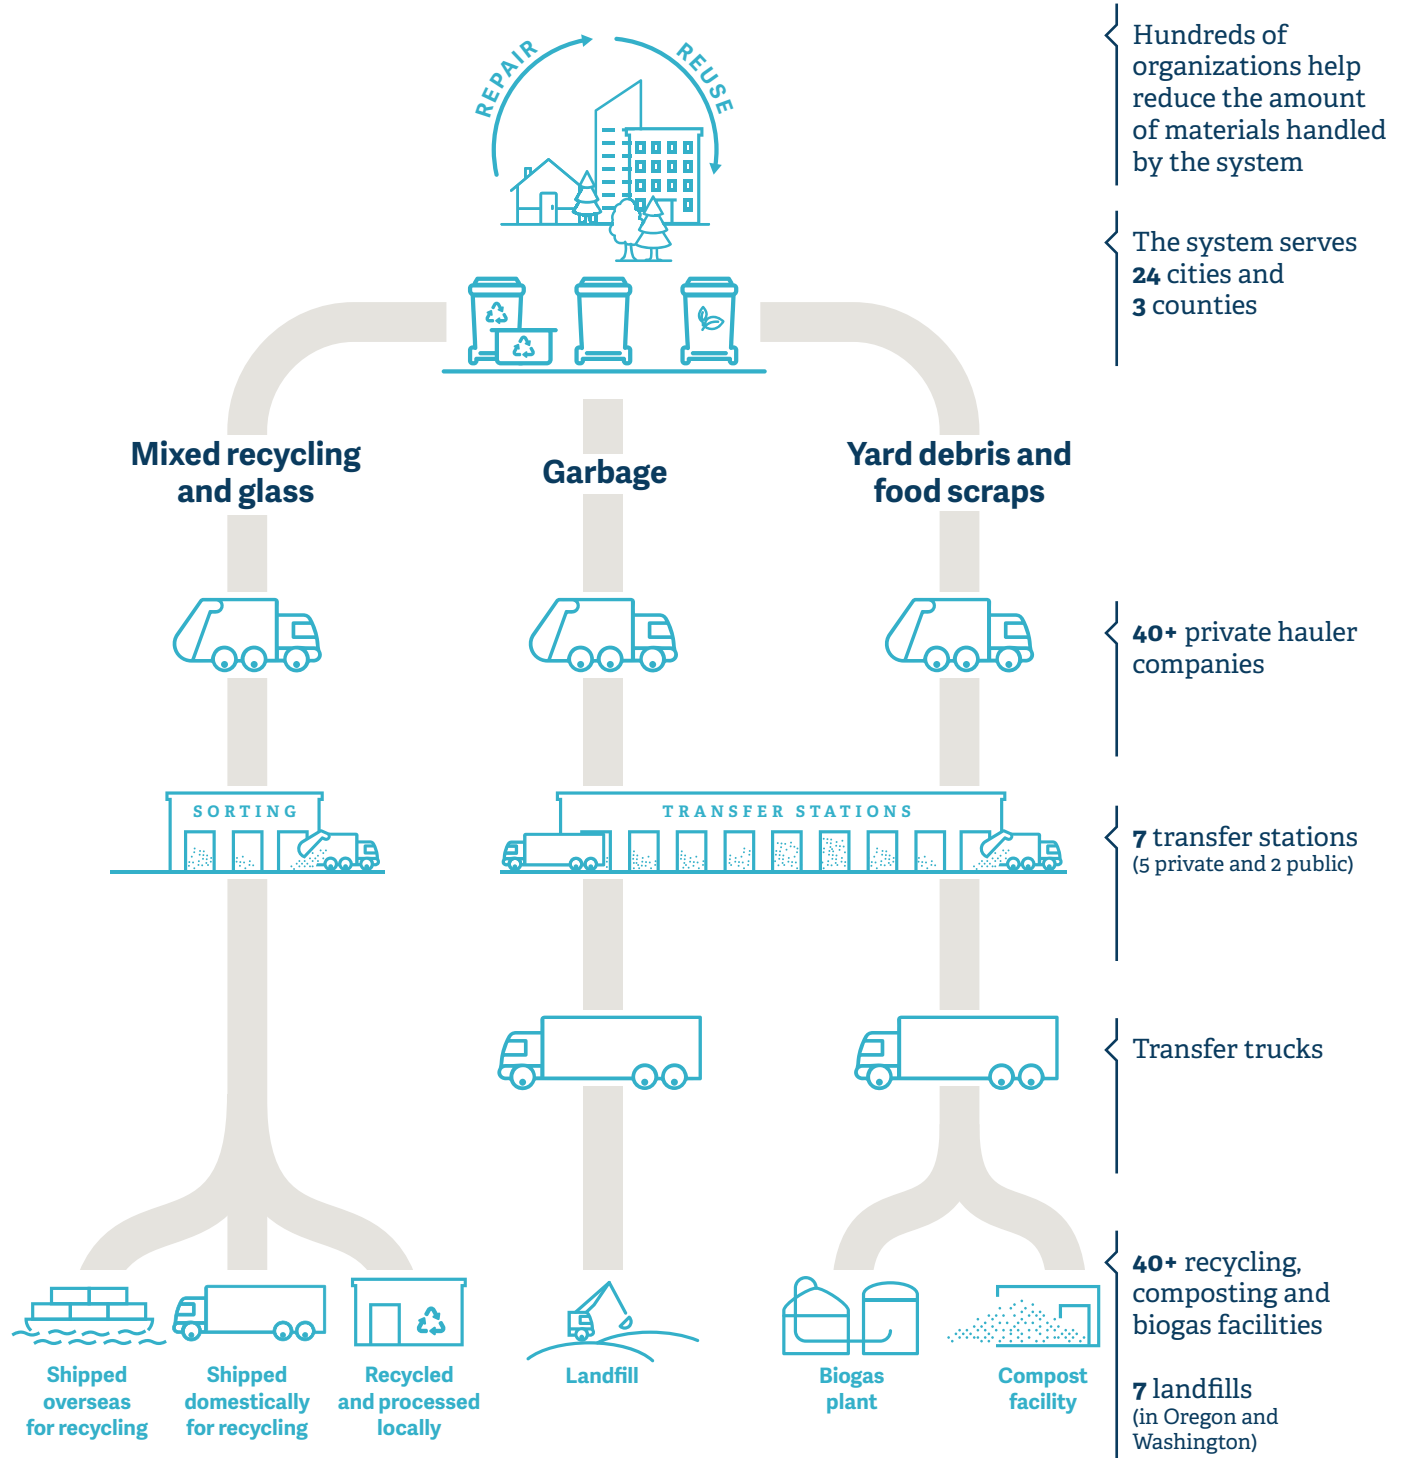 REPAIR
REUSE
Hundreds of
organizations help
reduce the amount
of materials handled
by the system
The system serves
24 cities and
3 counties
Mixed recycling
and glass
Garbage
Yard debris and
food scraps
40+ private hauler
companies
SORTING
TRANSFER STATIONS
7 transfer stations
(5 private and 2 public)
Transfer trucks
40+ recycling,
composting and
biogas facilities
7 landfills
(in Oregon and
Washington)
Shipped
overseas
for recycling
Shipped
domestically
for recycling
Recycled
and processed
locally
Landfill
Biogas
plant
Compost
facility